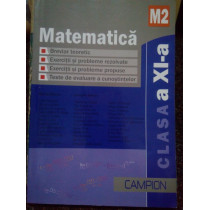 M2
Matematică
Breviar teoretic
Exerciții și probleme rezolvate
Exerciții și probleme propuse
Teste de evaluare a cunoștințelor
CLASA a XI-a
CAMPION